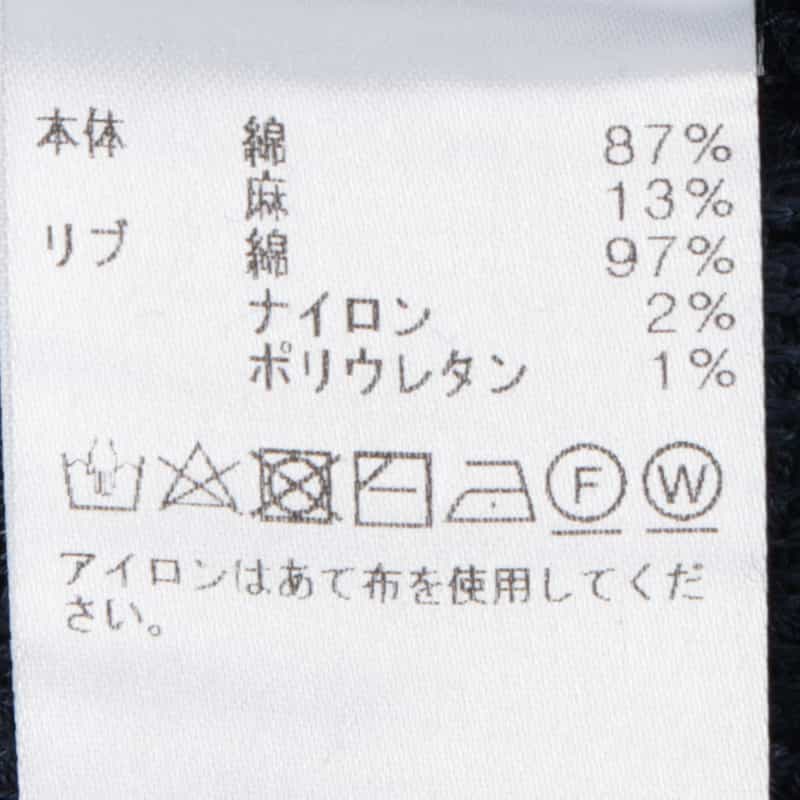 本体 綿 87%
麻 13%
リブ 綿 97%
ナイロン 2%
ポリウレタン 1%
F W
アイロンはあて布を使用してくだ
さい。